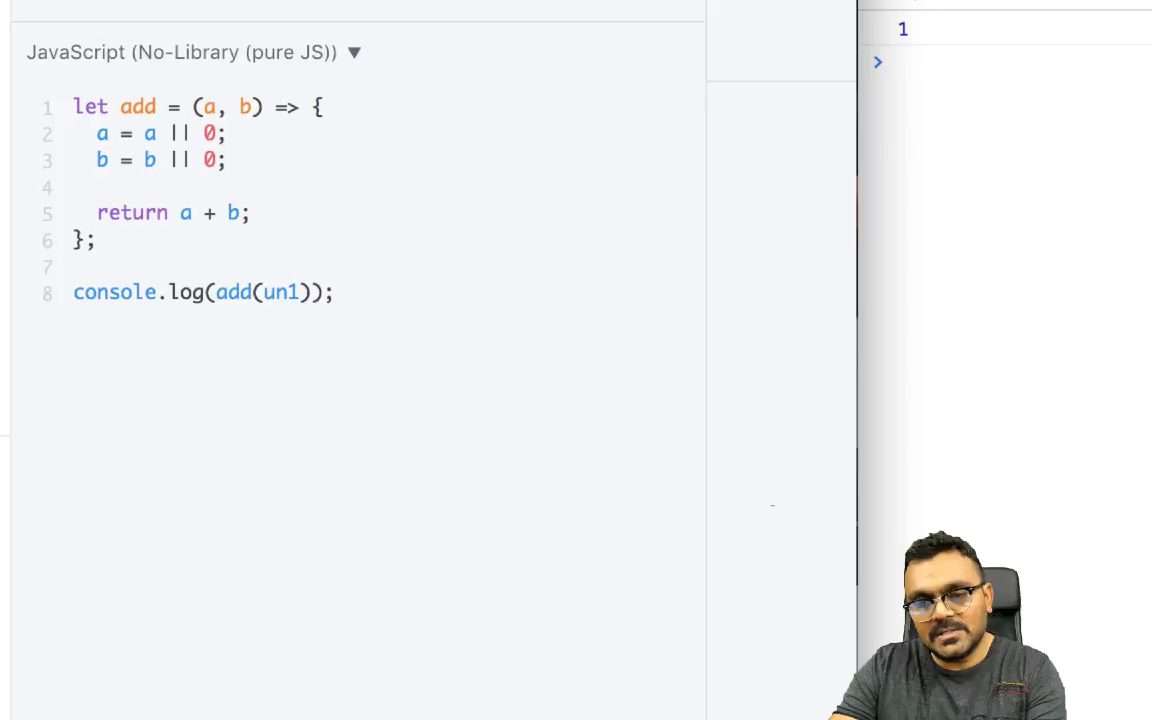 JavaScript (No-Library (pure JS)) ▼
1 let add = (a, b) => {
2   a = a || 0;
3   b = b || 0;
4
5   return a + b;
6 };
7
8 console.log(add(un1));
1
>